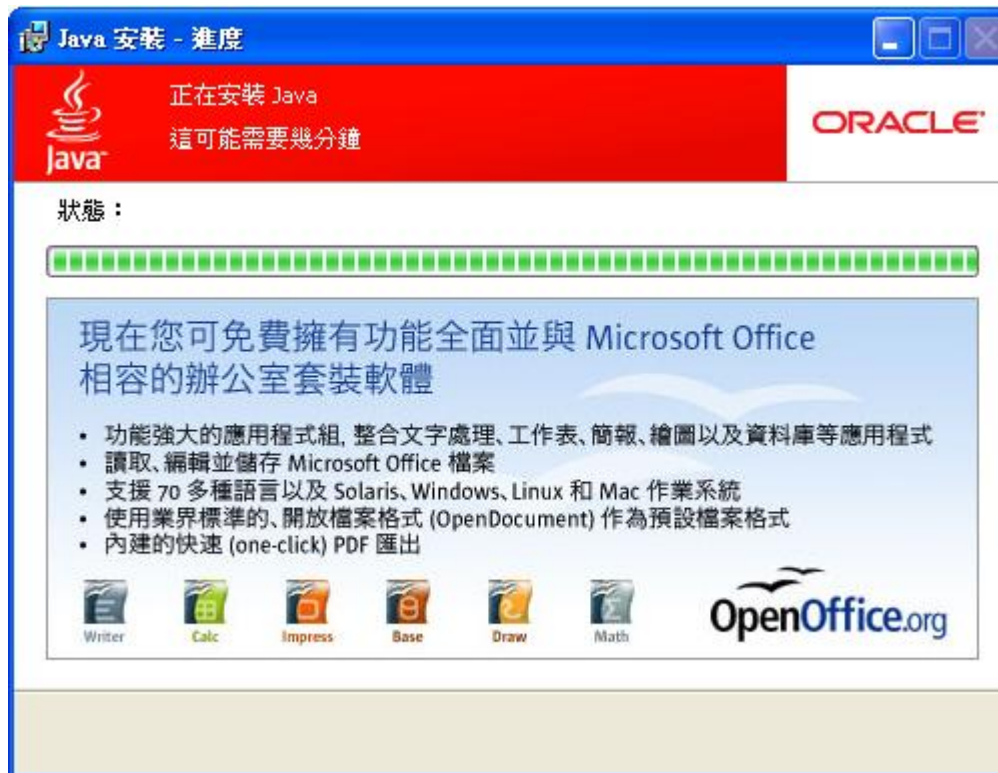 Java 安裝 - 進度
正在安裝 Java
這可能需要幾分鐘
Java
ORACLE
狀態：
現在您可免費擁有功能全面並與 Microsoft Office
相容的辦公室套裝軟體
• 功能強大的應用程式組, 整合文字處理、工作表、簡報、繪圖以及資料庫等應用程式
• 讀取、編輯並儲存 Microsoft Office 檔案
• 支援 70 多種語言以及 Solaris、Windows、Linux 和 Mac 作業系統
• 使用業界標準的、開放檔案格式 (OpenDocument) 作為預設檔案格式
• 內建的快速 (one-click) PDF 匯出
Writer Calc Impress Base Draw Math
OpenOffice.org